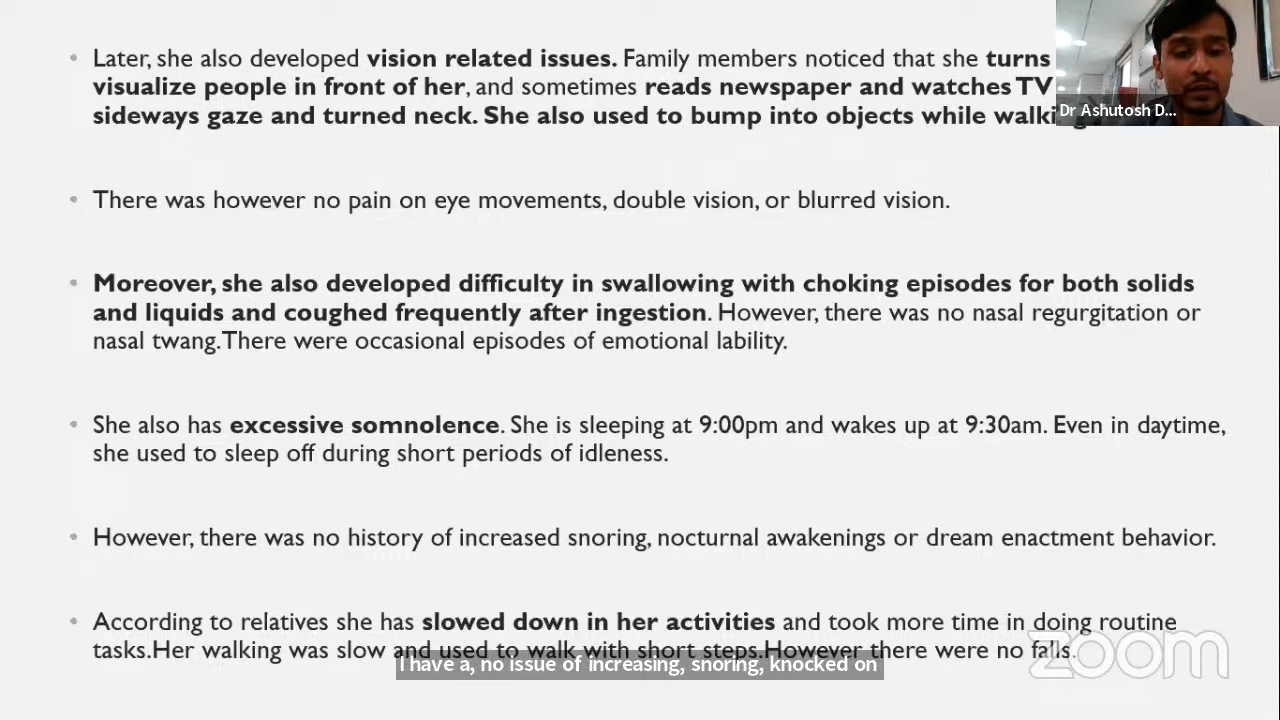 Later, she also developed vision related issues. Family members noticed that she turns
visualize people in front of her, and sometimes reads newspaper and watches TV
sideways gaze and turned neck. She also used to bump into objects while walking
Dr Ashutosh D...
There was however no pain on eye movements, double vision, or blurred vision.
Moreover, she also developed difficulty in swallowing with choking episodes for both solids
and liquids and coughed frequently after ingestion. However, there was no nasal regurgitation or
nasal twang.There were occasional episodes of emotional lability.
She also has excessive somnolence. She is sleeping at 9:00pm and wakes up at 9:30am. Even in daytime,
she used to sleep off during short periods of idleness.
However, there was no history of increased snoring, nocturnal awakenings or dream enactment behavior.
According to relatives she has slowed down in her activities and took more time in doing routine
tasks.Her walking was slow and used to walk with short steps.However there were no falls.
I have a, no issue of increasing, snoring, knocked on
zoom